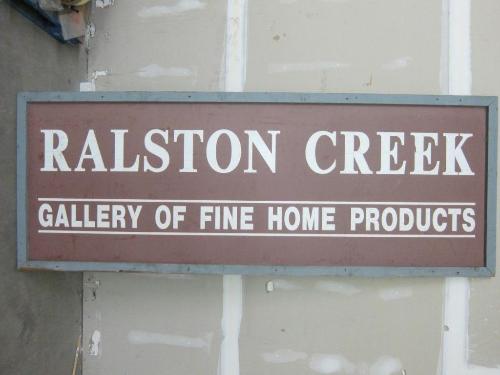 RALSTON CREEK
GALLERY OF FINE HOME PRODUCTS